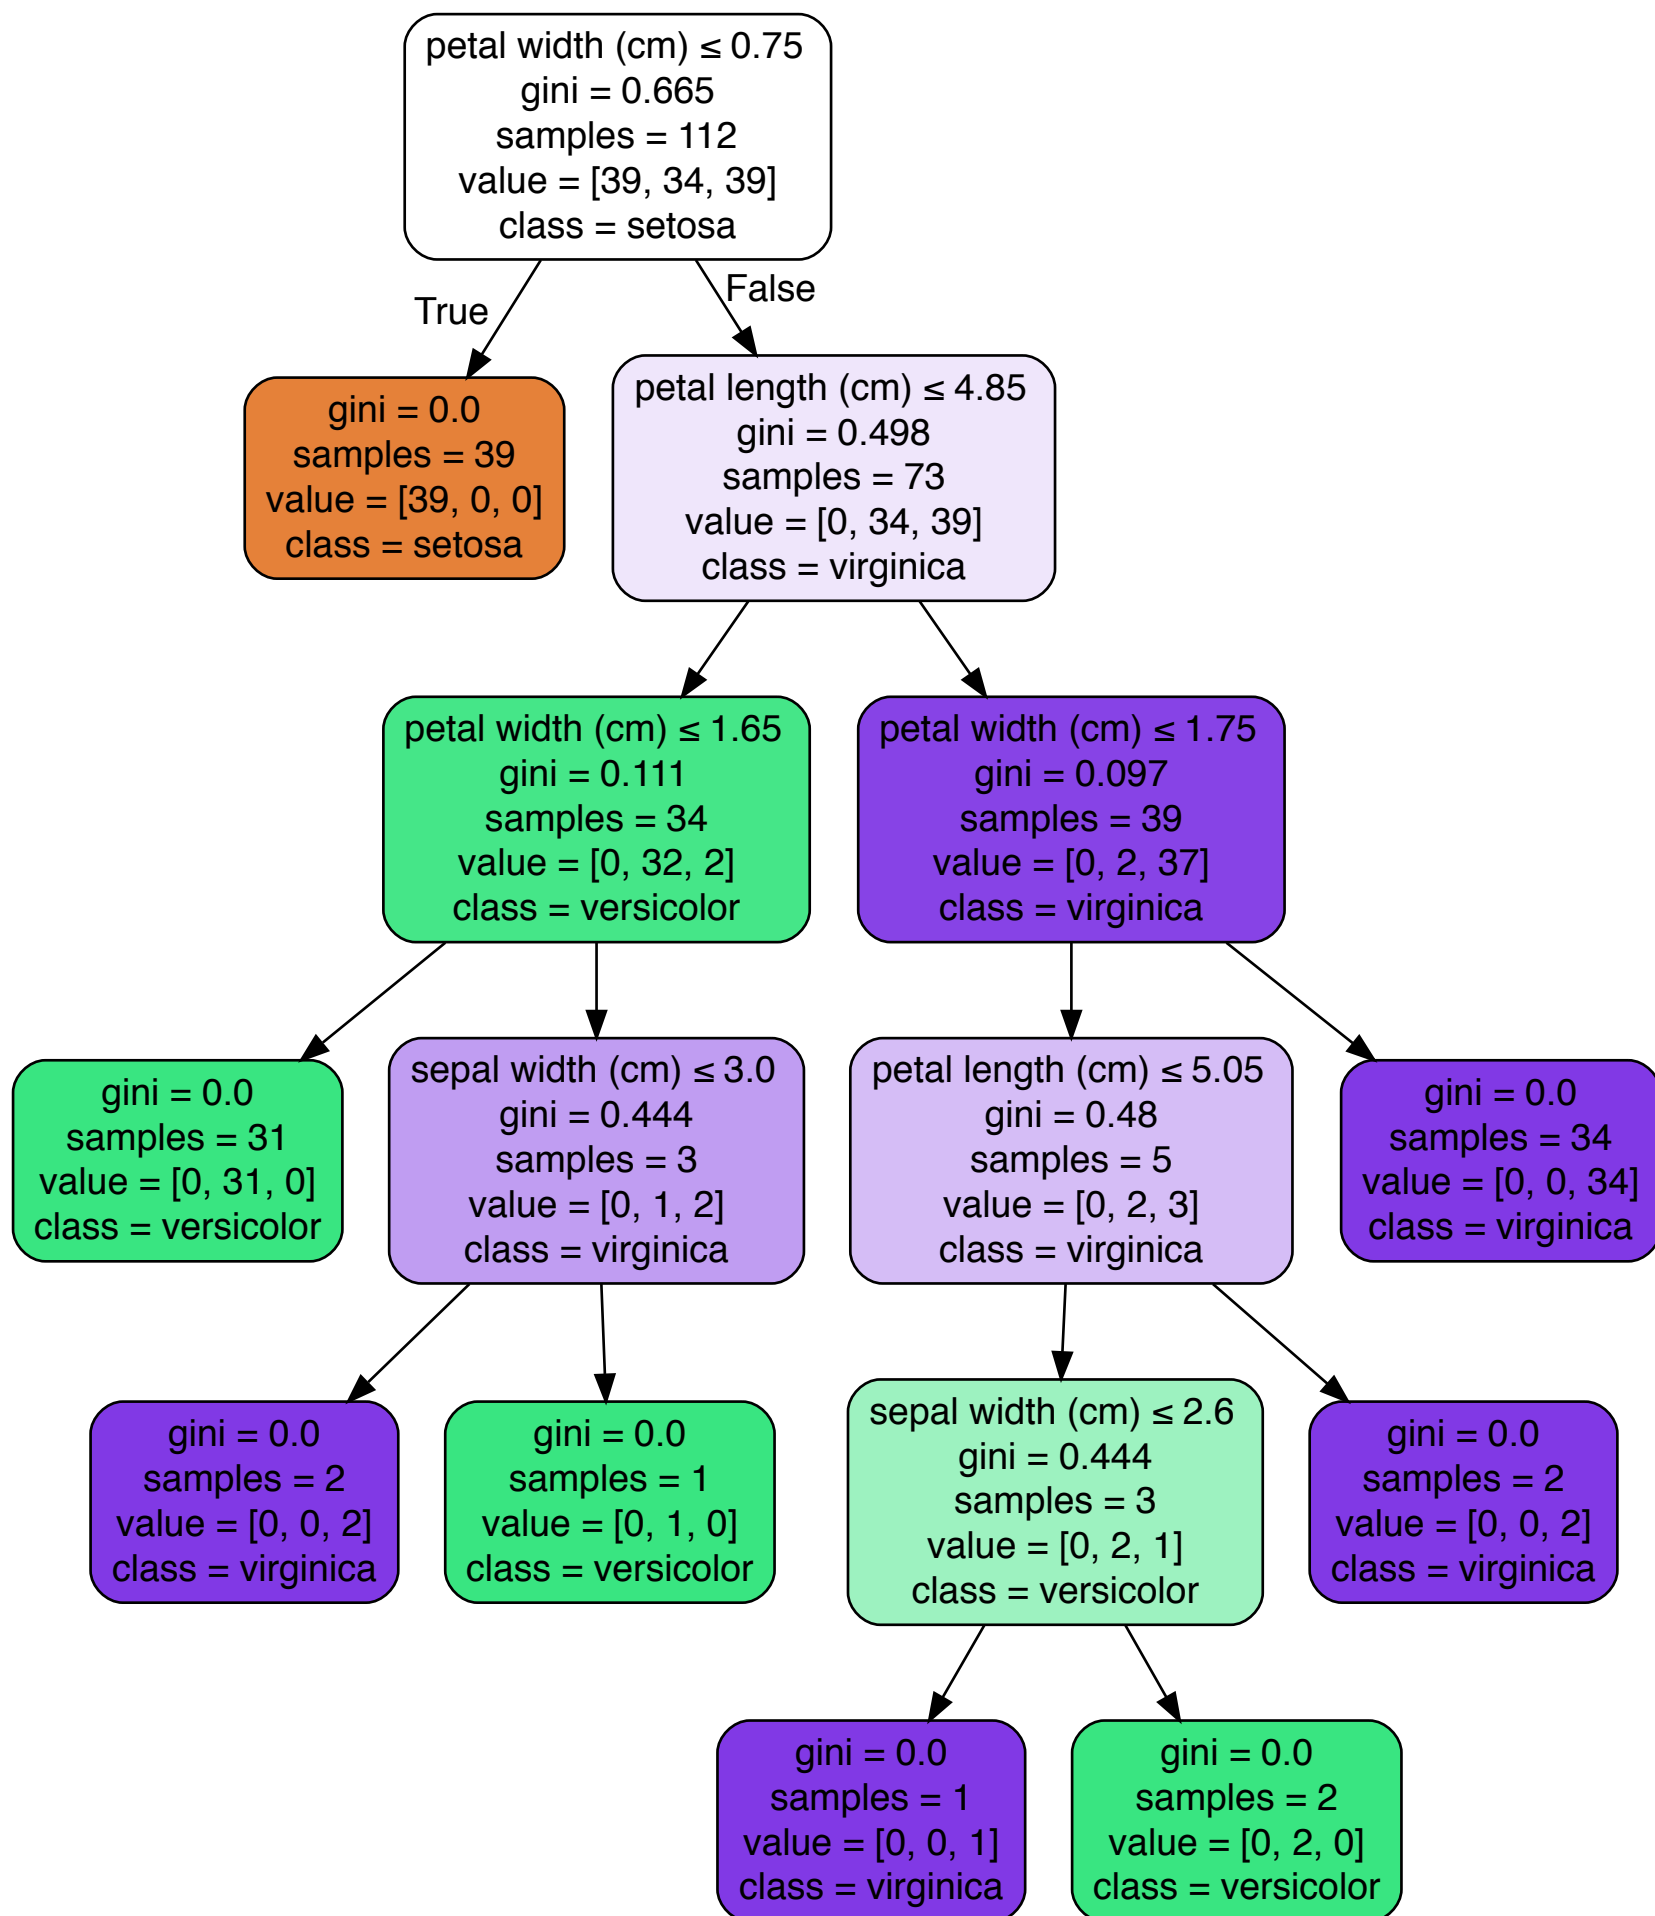 petal width (cm) ≤ 0.75
gini = 0.665
samples = 112
value = [39, 34, 39]
class = setosa
True
False
gini = 0.0
samples = 39
value = [39, 0, 0]
class = setosa
petal length (cm) ≤ 4.85
gini = 0.498
samples = 73
value = [0, 34, 39]
class = virginica
petal width (cm) ≤ 1.65
gini = 0.111
samples = 34
value = [0, 32, 2]
class = versicolor
petal width (cm) ≤ 1.75
gini = 0.097
samples = 39
value = [0, 2, 37]
class = virginica
gini = 0.0
samples = 31
value = [0, 31, 0]
class = versicolor
sepal width (cm) ≤ 3.0
gini = 0.444
samples = 3
value = [0, 1, 2]
class = virginica
petal length (cm) ≤ 5.05
gini = 0.48
samples = 5
value = [0, 2, 3]
class = virginica
gini = 0.0
samples = 34
value = [0, 0, 34]
class = virginica
gini = 0.0
samples = 2
value = [0, 0, 2]
class = virginica
gini = 0.0
samples = 1
value = [0, 1, 0]
class = versicolor
sepal width (cm) ≤ 2.6
gini = 0.444
samples = 3
value = [0, 2, 1]
class = versicolor
gini = 0.0
samples = 2
value = [0, 0, 2]
class = virginica
gini = 0.0
samples = 1
value = [0, 0, 1]
class = virginica
gini = 0.0
samples = 2
value = [0, 2, 0]
class = versicolor